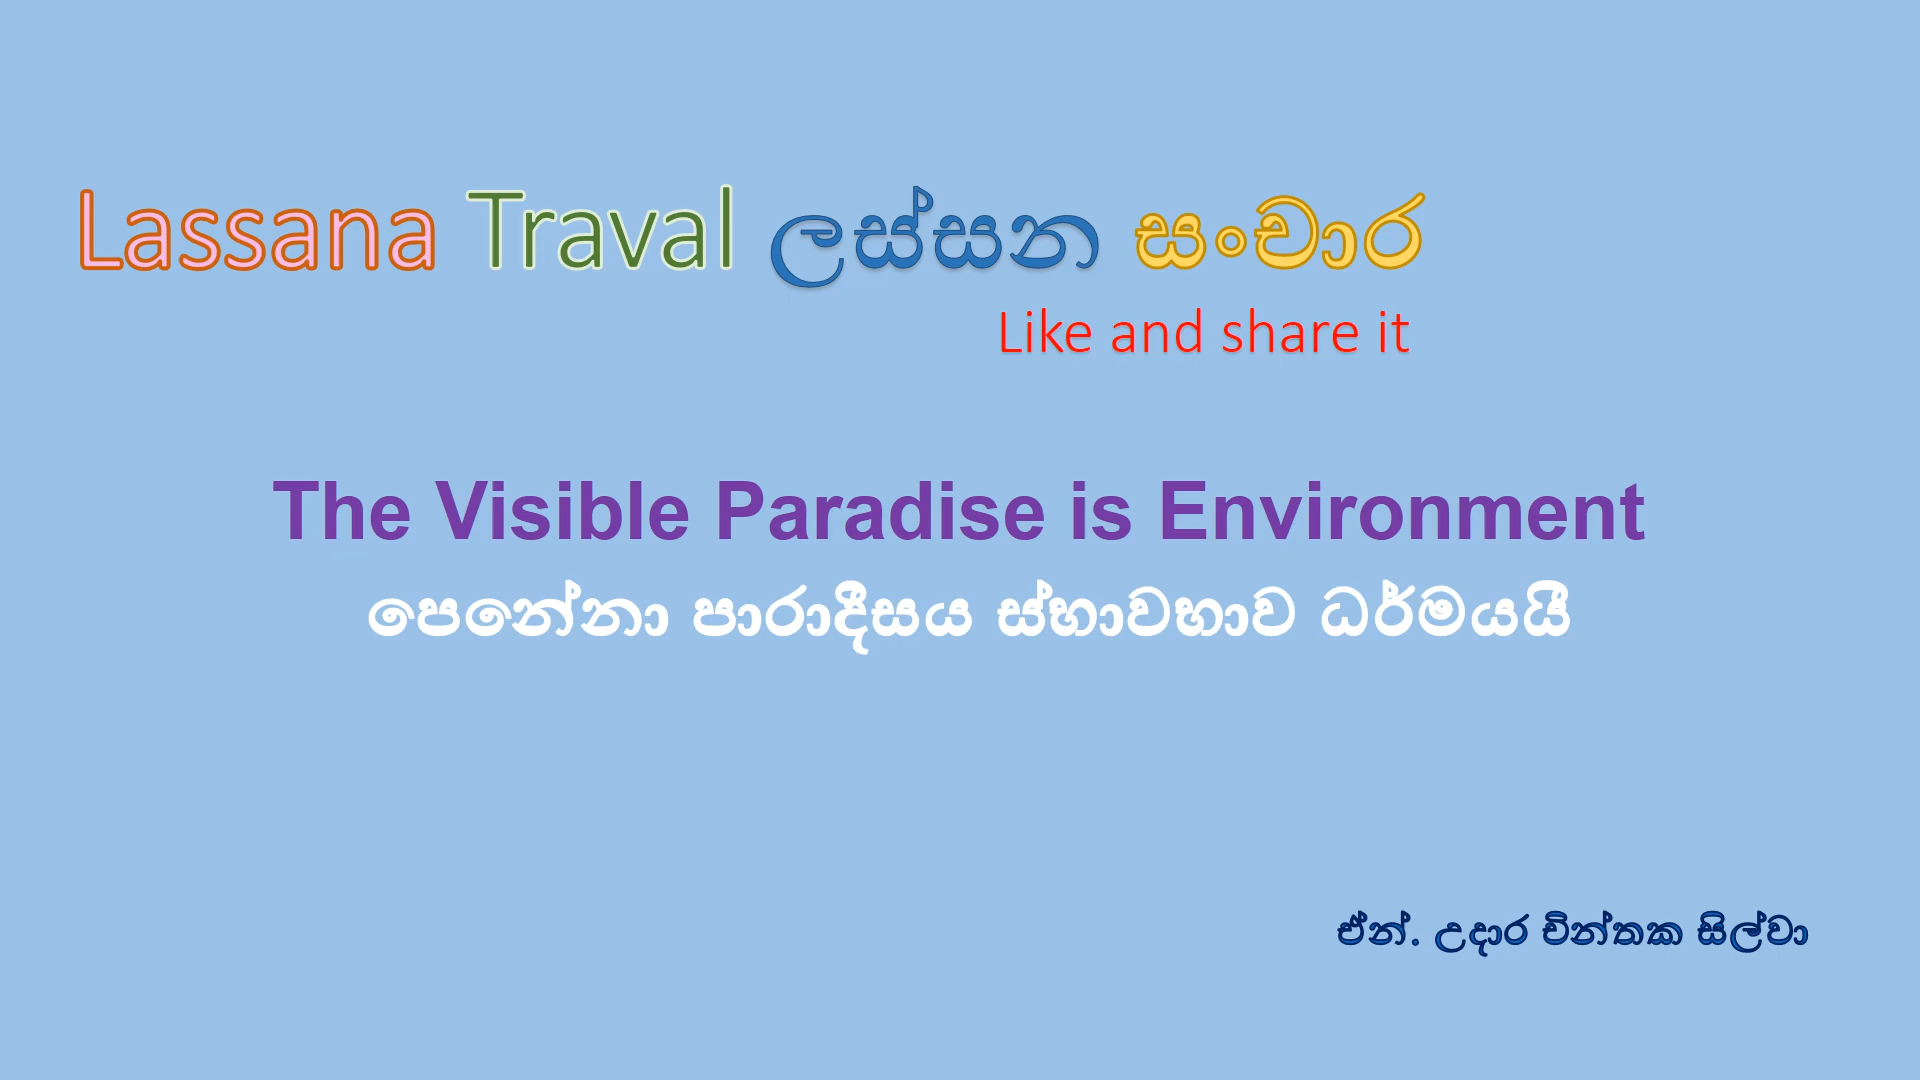 Lassana Traval ලස්සන සංචාර
Like and share it
The Visible Paradise is Environment
පෙනේනා පාරාදීසය ස්භාවභාව ධර්මයයි
ඒන්. උදාර චින්තක සිල්වා